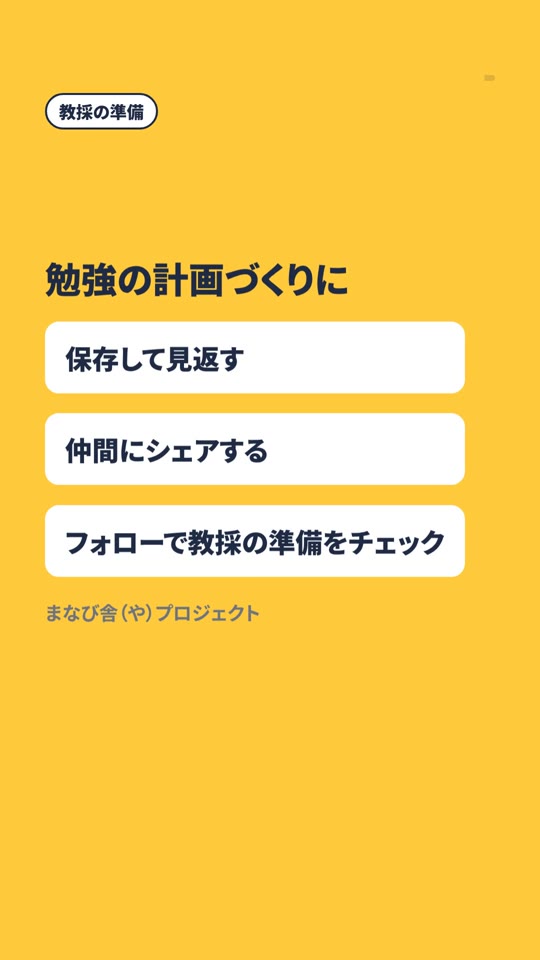 教採の準備
勉強の計画づくりに
保存して見返す
仲間にシェアする
フォローで教採の準備をチェック
まなび舎（や）プロジェクト